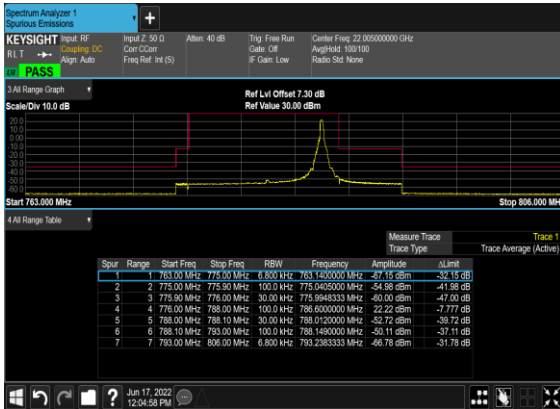 Spectrum Analyzer 1
Spurious Emissions
+
KEYSIGHT Input: RF Input Z: 50 Ω Atten: 40 dB Trig: Free Run Center Freq: 22.005000000 GHz
RLT Coupling: DC Corr CCorr Gate: Off Avg|Hold: 100/100
Align: Auto Freq Ref: Int (S) IF Gain: Low Radio Std: None
PASS
3 All Range Graph Ref Lvl Offset 7.30 dB
Scale/Div 10.0 dB Ref Value 30.00 dBm
20.0
10.0
0.00
-10.0
-20.0
-30.0
-40.0
-50.0
-60.0
Start 763.000 MHz Stop 806.000 MH
4 All Range Table
Measure Trace Trace 1
Trace Type Trace Average (Active)
Spur Range Start Freq Stop Freq RBW Frequency Amplitude ΔLimit
1 1 763.00 MHz 775.00 MHz 6.800 kHz 763.1400000 MHz -67.15 dBm -32.15 dB
2 2 775.00 MHz 775.90 MHz 100.0 kHz 775.0405000 MHz -54.98 dBm -41.98 dB
3 3 775.90 MHz 776.00 MHz 30.00 kHz 775.9948333 MHz -60.00 dBm -47.00 dB
4 4 776.00 MHz 788.00 MHz 100.0 kHz 786.6000000 MHz 22.22 dBm -7.777 dB
5 5 788.00 MHz 788.10 MHz 30.00 kHz 788.0120000 MHz -52.72 dBm -39.72 dB
6 6 788.10 MHz 793.00 MHz 100.0 kHz 788.1490000 MHz -50.11 dBm -37.11 dB
7 7 793.00 MHz 806.00 MHz 6.800 kHz 793.2383333 MHz -66.78 dBm -31.78 dB
? Jun 17, 2022
12:04:58 PM